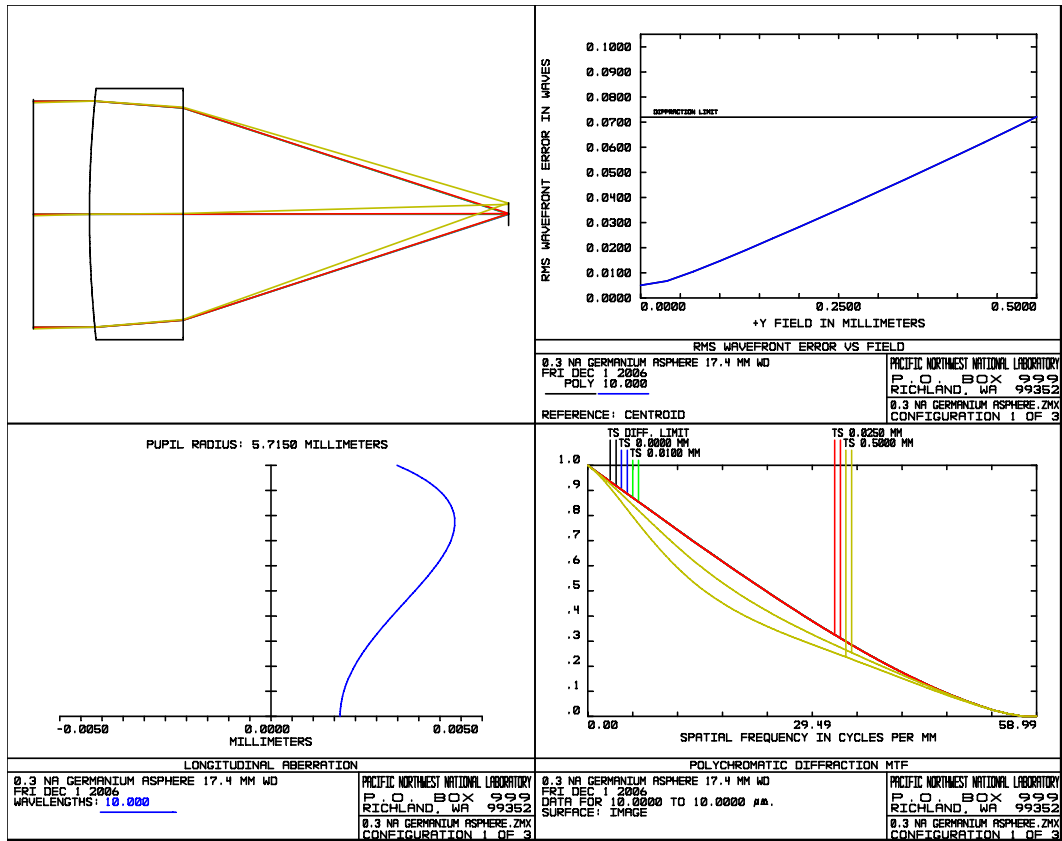 0.1000
0.0900
0.0800
0.0700
0.0600
0.0500
0.0400
0.0300
0.0200
0.0100
0.0000
RMS WAVEFRONT ERROR IN WAVES
DIFFRACTION LIMIT
0.0000 0.2500 0.5000
+Y FIELD IN MILLIMETERS
RMS WAVEFRONT ERROR VS FIELD
0.3 NA GERMANIUM ASPHERE 17.4 MM WD
FRI DEC 1 2006
POLY 10.000
REFERENCE: CENTROID
PACIFIC NORTHWEST NATIONAL LABORATORY
P.O. BOX 999
RICHLAND, WA 99352
0.3 NA GERMANIUM ASPHERE.ZMX
CONFIGURATION 1 OF 3
PUPIL RADIUS: 5.7150 MILLIMETERS
-0.0050 0.0000 0.0050
MILLIMETERS
LONGITUDINAL ABERRATION
0.3 NA GERMANIUM ASPHERE 17.4 MM WD
FRI DEC 1 2006
WAVELENGTHS: 10.000
PACIFIC NORTHWEST NATIONAL LABORATORY
P.O. BOX 999
RICHLAND, WA 99352
0.3 NA GERMANIUM ASPHERE.ZMX
CONFIGURATION 1 OF 3
TS DIFF. LIMIT
TS 0.0000 MM
TS 0.0100 MM
TS 0.0250 MM
TS 0.5000 MM
1.0
.9
.8
.7
.6
.5
.4
.3
.2
.1
.0
0.00 29.49 58.99
SPATIAL FREQUENCY IN CYCLES PER MM
POLYCHROMATIC DIFFRACTION MTF
0.3 NA GERMANIUM ASPHERE 17.4 MM WD
FRI DEC 1 2006
DATA FOR 10.0000 TO 10.0000 µm.
SURFACE: IMAGE
PACIFIC NORTHWEST NATIONAL LABORATORY
P.O. BOX 999
RICHLAND, WA 99352
0.3 NA GERMANIUM ASPHERE.ZMX
CONFIGURATION 1 OF 3